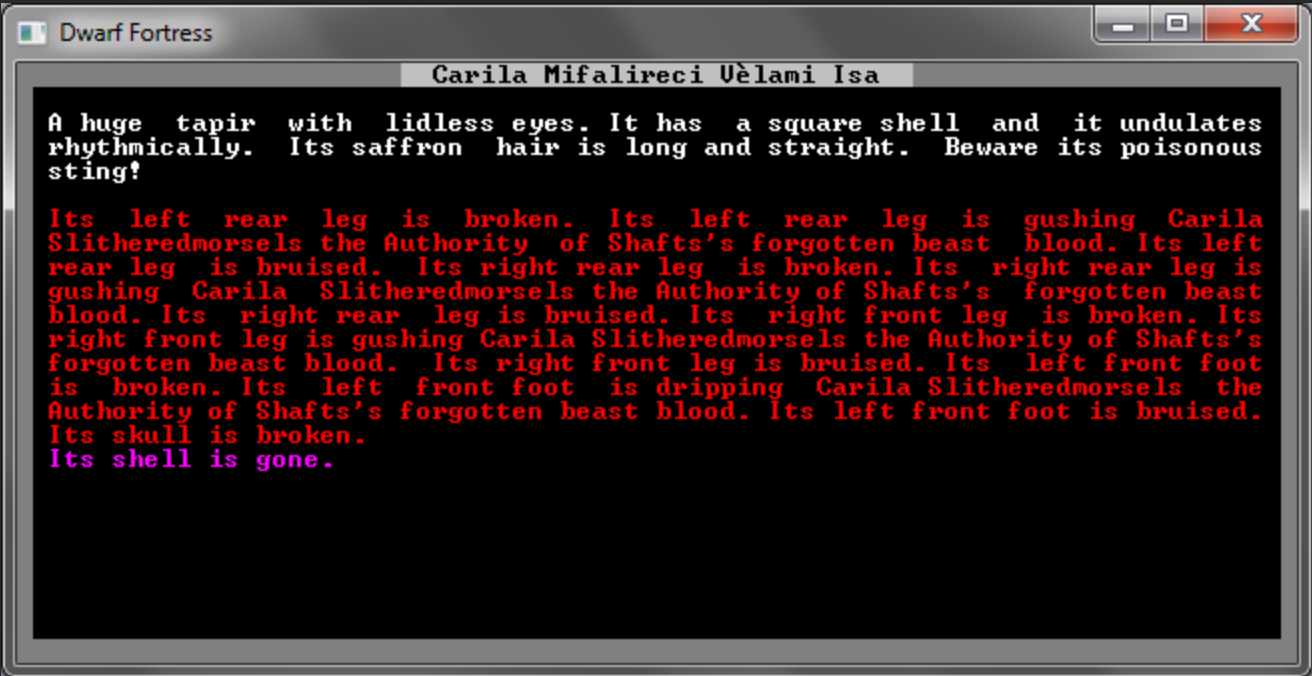 Dwarf Fortress
Carila Mifalireci Vèlami Isa
A huge tapir with lidless eyes. It has a square shell and it undulates
rhythmically. Its saffron hair is long and straight. Beware its poisonous
sting!
Its left rear leg is broken. Its left rear leg is gushing Carila
Slitheredmorsels the Authority of Shafts's forgotten beast blood. Its left
rear leg is bruised. Its right rear leg is broken. Its right rear leg is
gushing Carila Slitheredmorsels the Authority of Shafts's forgotten beast
blood. Its right rear leg is bruised. Its right front leg is broken. Its
right front leg is gushing Carila Slitheredmorsels the Authority of Shafts's
forgotten beast blood. Its right front leg is bruised. Its left front foot
is broken. Its left front foot is dripping Carila Slitheredmorsels the
Authority of Shafts's forgotten beast blood. Its left front foot is bruised.
Its skull is broken.
Its shell is gone.